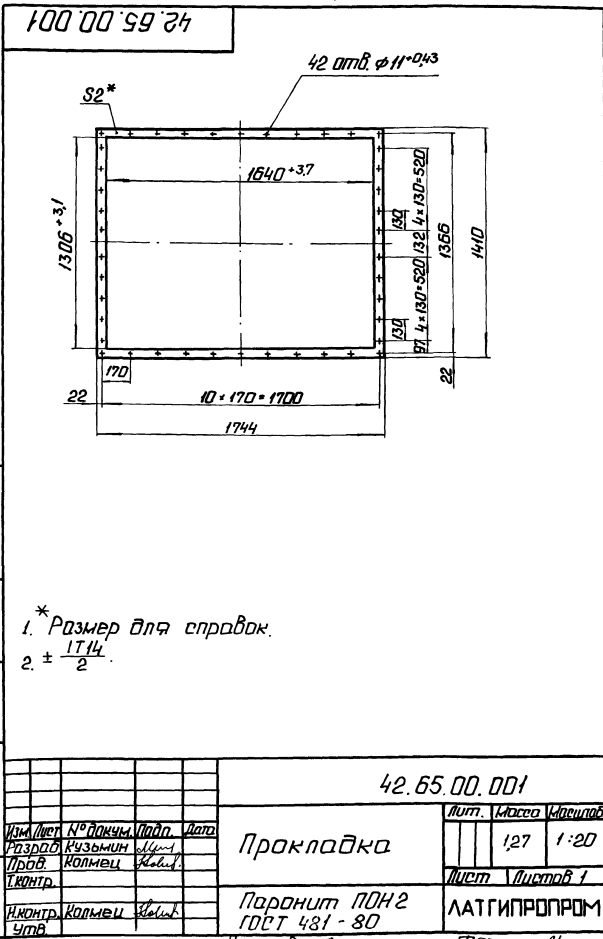 42.65.00.001
42 отв. φ11+0,43
S2*
1640+3,7
1306+3,1
130
4×130=520
132
4×130=520
130
97
1366
1410
22
170
22
10×170=1700
1744
1. *Размер для справок.
2. ± IT14/2.
42.65.00.001
Изм Лист № докум. Подп. Дата
Разраб Кузьмин
Пров. Колмец
Т.контр.
Н.контр. Колмец
Утв.
Прокладка
Лит. Масса Масштаб
1,27 1:20
Лист Листов 1
Паронит ПОН2
ГОСТ 481-80
ЛАТГИПРОПРОМ